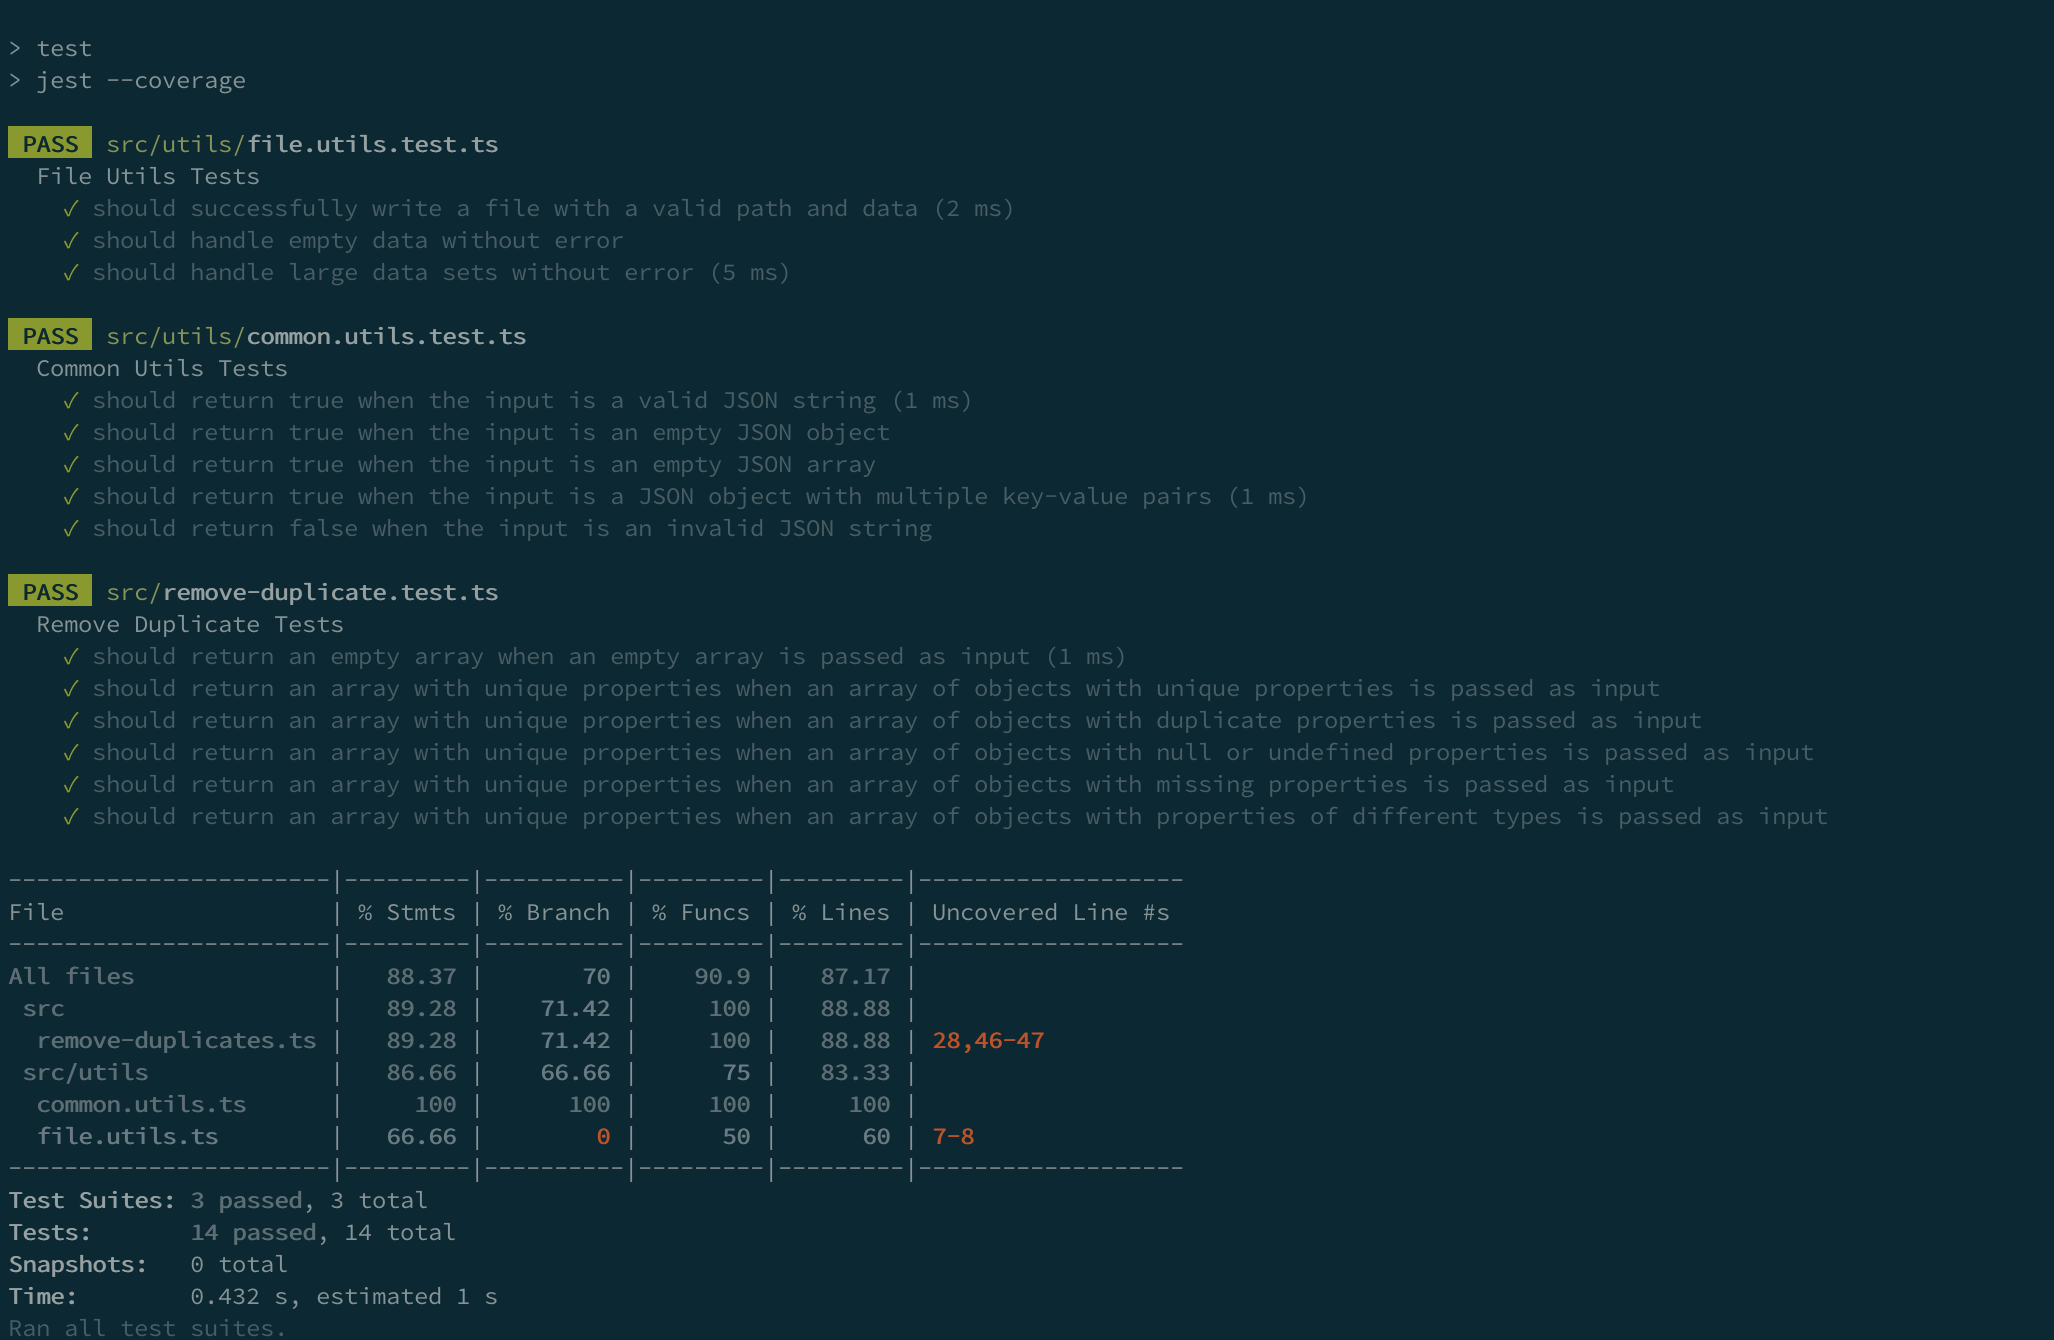 > test
> jest --coverage
PASS src/utils/file.utils.test.ts
File Utils Tests
✓ should successfully write a file with a valid path and data (2 ms)
✓ should handle empty data without error
✓ should handle large data sets without error (5 ms)
PASS src/utils/common.utils.test.ts
Common Utils Tests
✓ should return true when the input is a valid JSON string (1 ms)
✓ should return true when the input is an empty JSON object
✓ should return true when the input is an empty JSON array
✓ should return true when the input is a JSON object with multiple key-value pairs (1 ms)
✓ should return false when the input is an invalid JSON string
PASS src/remove-duplicate.test.ts
Remove Duplicate Tests
✓ should return an empty array when an empty array is passed as input (1 ms)
✓ should return an array with unique properties when an array of objects with unique properties is passed as input
✓ should return an array with unique properties when an array of objects with duplicate properties is passed as input
✓ should return an array with unique properties when an array of objects with null or undefined properties is passed as input
✓ should return an array with unique properties when an array of objects with missing properties is passed as input
✓ should return an array with unique properties when an array of objects with properties of different types is passed as input
-----------------------|---------|----------|---------|---------|-------------------
File                   | % Stmts | % Branch | % Funcs | % Lines | Uncovered Line #s
-----------------------|---------|----------|---------|---------|-------------------
All files              |   88.37 |       70 |    90.9 |   87.17 |
 src                   |   89.28 |    71.42 |     100 |   88.88 |
  remove-duplicates.ts |   89.28 |    71.42 |     100 |   88.88 | 28,46-47
 src/utils             |   86.66 |    66.66 |      75 |   83.33 |
  common.utils.ts      |     100 |      100 |     100 |     100 |
  file.utils.ts        |   66.66 |        0 |      50 |      60 | 7-8
-----------------------|---------|----------|---------|---------|-------------------
Test Suites: 3 passed, 3 total
Tests:       14 passed, 14 total
Snapshots:   0 total
Time:        0.432 s, estimated 1 s
Ran all test suites.